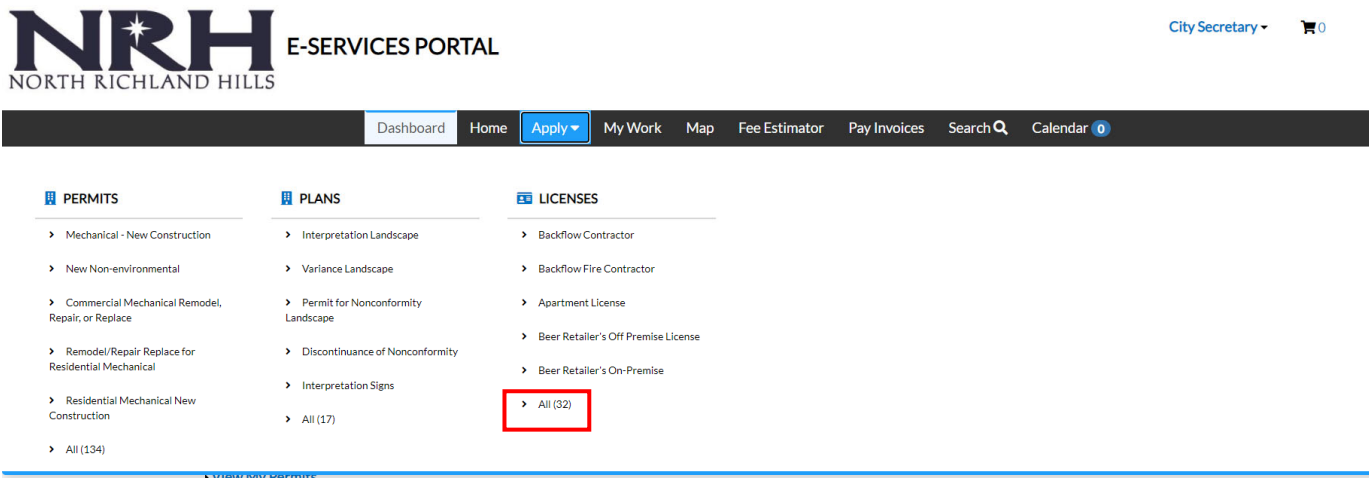 NRH
NORTH RICHLAND HILLS
E-SERVICES PORTAL
City Secretary
0
Dashboard Home Apply My Work Map Fee Estimator Pay Invoices Search Calendar 0
PERMITS
Mechanical - New Construction
New Non-environmental
Commercial Mechanical Remodel,
Repair, or Replace
Remodel/Repair Replace for
Residential Mechanical
Residential Mechanical New
Construction
All (134)
PLANS
Interpretation Landscape
Variance Landscape
Permit for Nonconformity
Landscape
Discontinuance of Nonconformity
Interpretation Signs
All (17)
LICENSES
Backflow Contractor
Backflow Fire Contractor
Apartment License
Beer Retailer's Off Premise License
Beer Retailer's On-Premise
All (32)
View My Permits